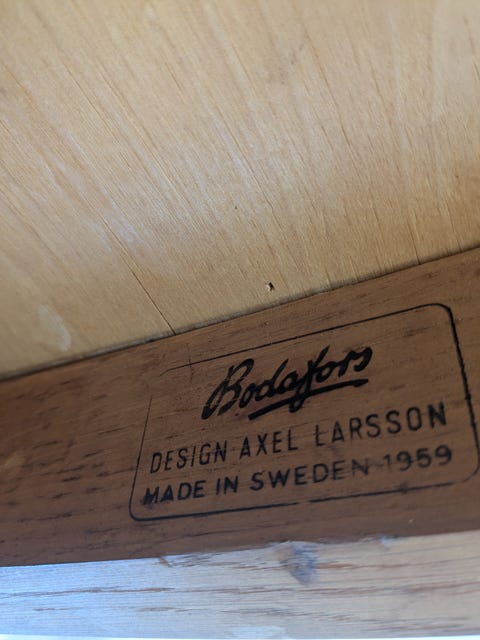 Bodafors
DESIGN AXEL LARSSON
MADE IN SWEDEN 1959